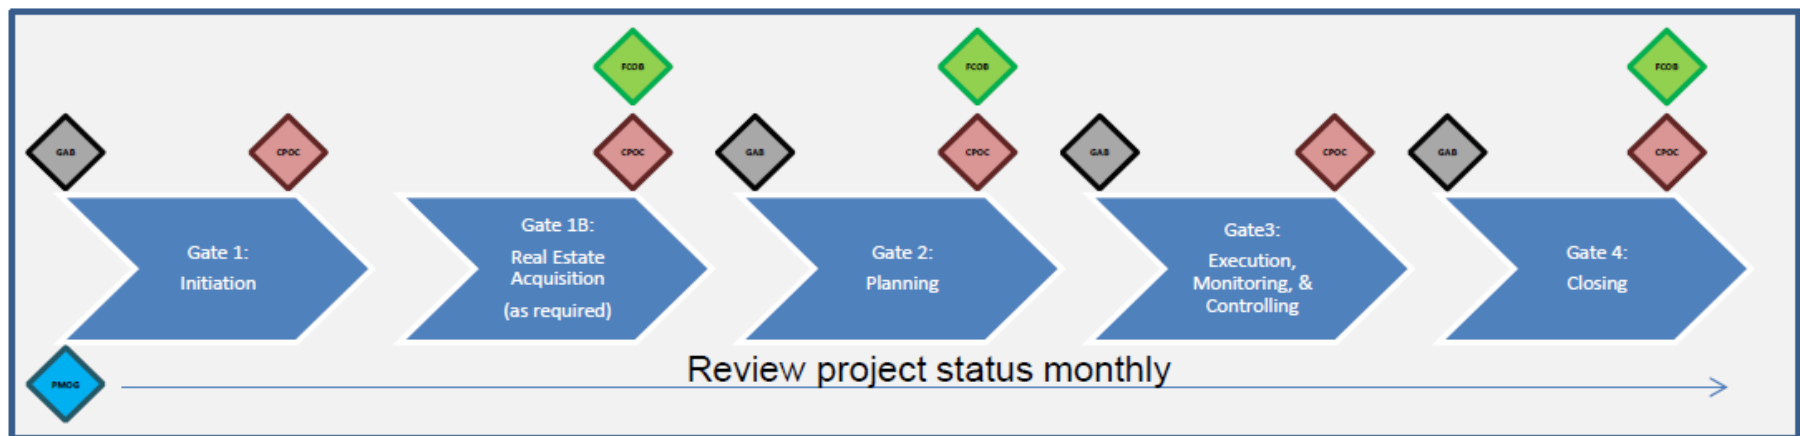 FCOB
FCOB
FCOB
GAB
CPOC
CPOC
GAB
CPOC
GAB
CPOC
GAB
CPOC
Gate 1:
Initiation
Gate 1B:
Real Estate
Acquisition
(as required)
Gate 2:
Planning
Gate3:
Execution,
Monitoring, &
Controlling
Gate 4:
Closing
PMOG
Review project status monthly